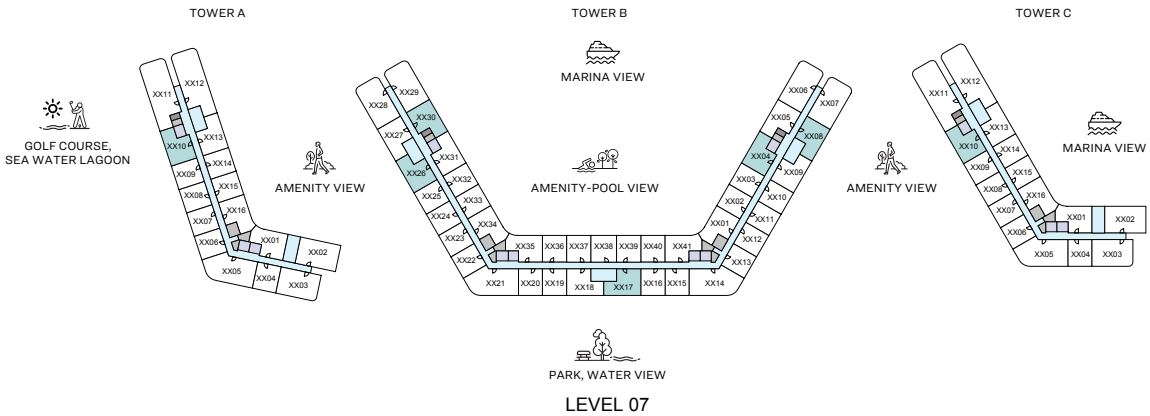 TOWER A
TOWER B
TOWER C
MARINA VIEW
GOLF COURSE,
SEA WATER LAGOON
AMENITY VIEW
AMENITY-POOL VIEW
AMENITY VIEW
MARINA VIEW
XX12
XX11
XX10
XX13
XX14
XX09
XX15
XX08
XX16
XX07
XX06
XX01
XX02
XX05
XX04
XX03
XX29
XX28
XX30
XX27
XX31
XX26
XX32
XX25
XX33
XX24
XX34
XX23
XX22
XX21
XX35
XX36
XX37
XX38
XX39
XX40
XX41
XX20
XX19
XX18
XX17
XX16
XX15
XX14
XX06
XX07
XX05
XX08
XX04
XX09
XX03
XX10
XX02
XX11
XX01
XX12
XX13
XX12
XX11
XX13
XX10
XX14
XX09
XX15
XX08
XX16
XX07
XX06
XX01
XX02
XX05
XX04
XX03
PARK, WATER VIEW
LEVEL 07